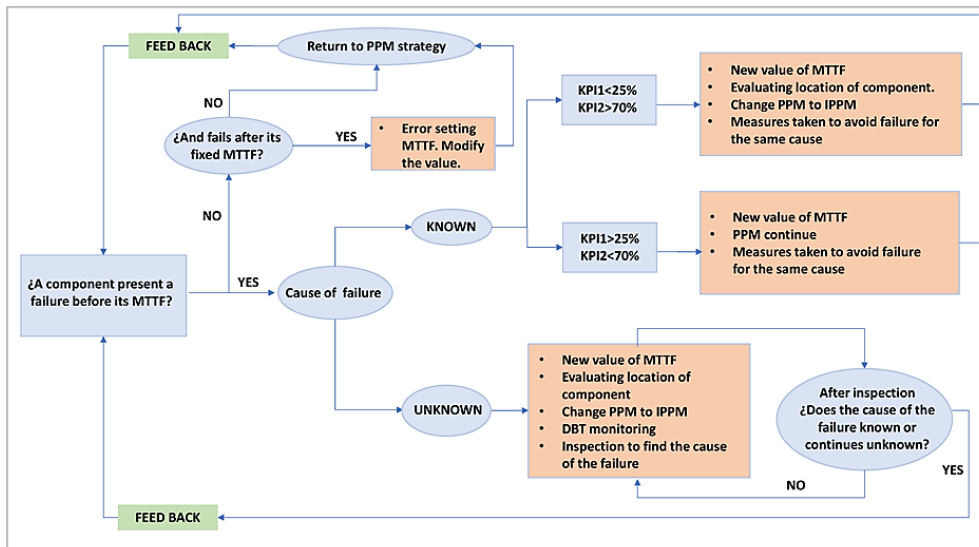 FEED BACK
Return to PPM strategy
NO
¿And fails after its
fixed MTTF?
YES
• Error setting
MTTF. Modify
the value.
KPI1<25%
KPI2>70%
• New value of MTTF
• Evaluating location of component.
• Change PPM to IPPM
• Measures taken to avoid failure for
the same cause
NO
KNOWN
KPI1>25%
KPI2<70%
• New value of MTTF
• PPM continue
• Measures taken to avoid failure
for the same cause
¿A component present a
failure before its MTTF?
YES
Cause of failure
UNKNOWN
• New value of MTTF
• Evaluating location of
component
• Change PPM to IPPM
• DBT monitoring
• Inspection to find the cause
of the failure
After inspection
¿Does the cause of the
failure known or
continues unknown?
NO
YES
FEED BACK